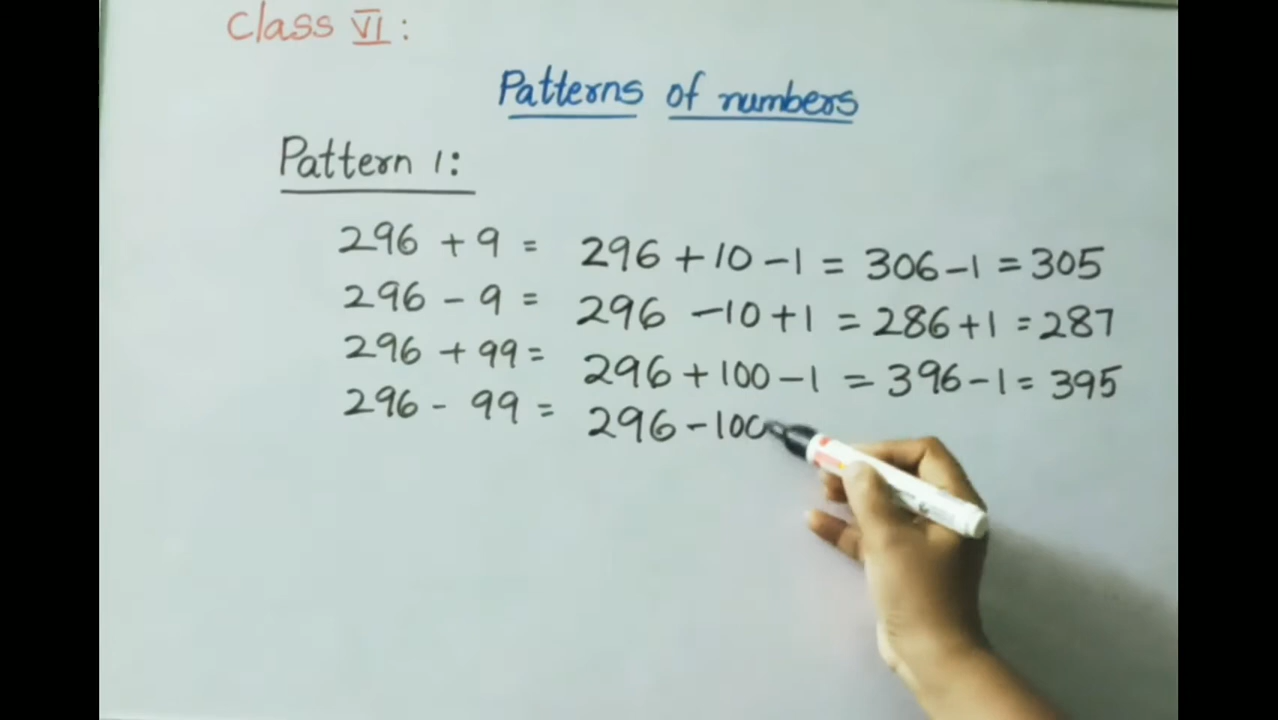 Class VI:
Patterns of numbers
Pattern 1:
296 + 9 = 296 + 10 - 1 = 306 - 1 = 305
296 - 9 = 296 - 10 + 1 = 286 + 1 = 287
296 + 99 = 296 + 100 - 1 = 396 - 1 = 395
296 - 99 = 296 - 100